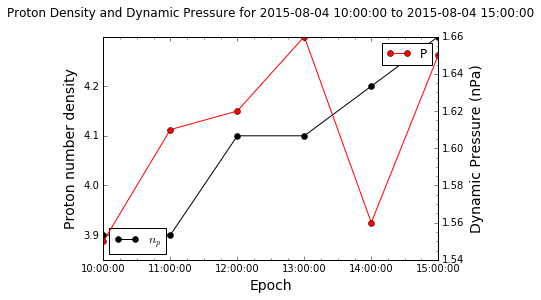 Proton Density and Dynamic Pressure for 2015-08-04 10:00:00 to 2015-08-04 15:00:00
P
n_p
Proton number density
4.2
4.1
4.0
3.9
1.66
1.64
1.62
1.60
1.58
1.56
1.54
Dynamic Pressure (nPa)
10:00:00 11:00:00 12:00:00 13:00:00 14:00:00 15:00:00
Epoch